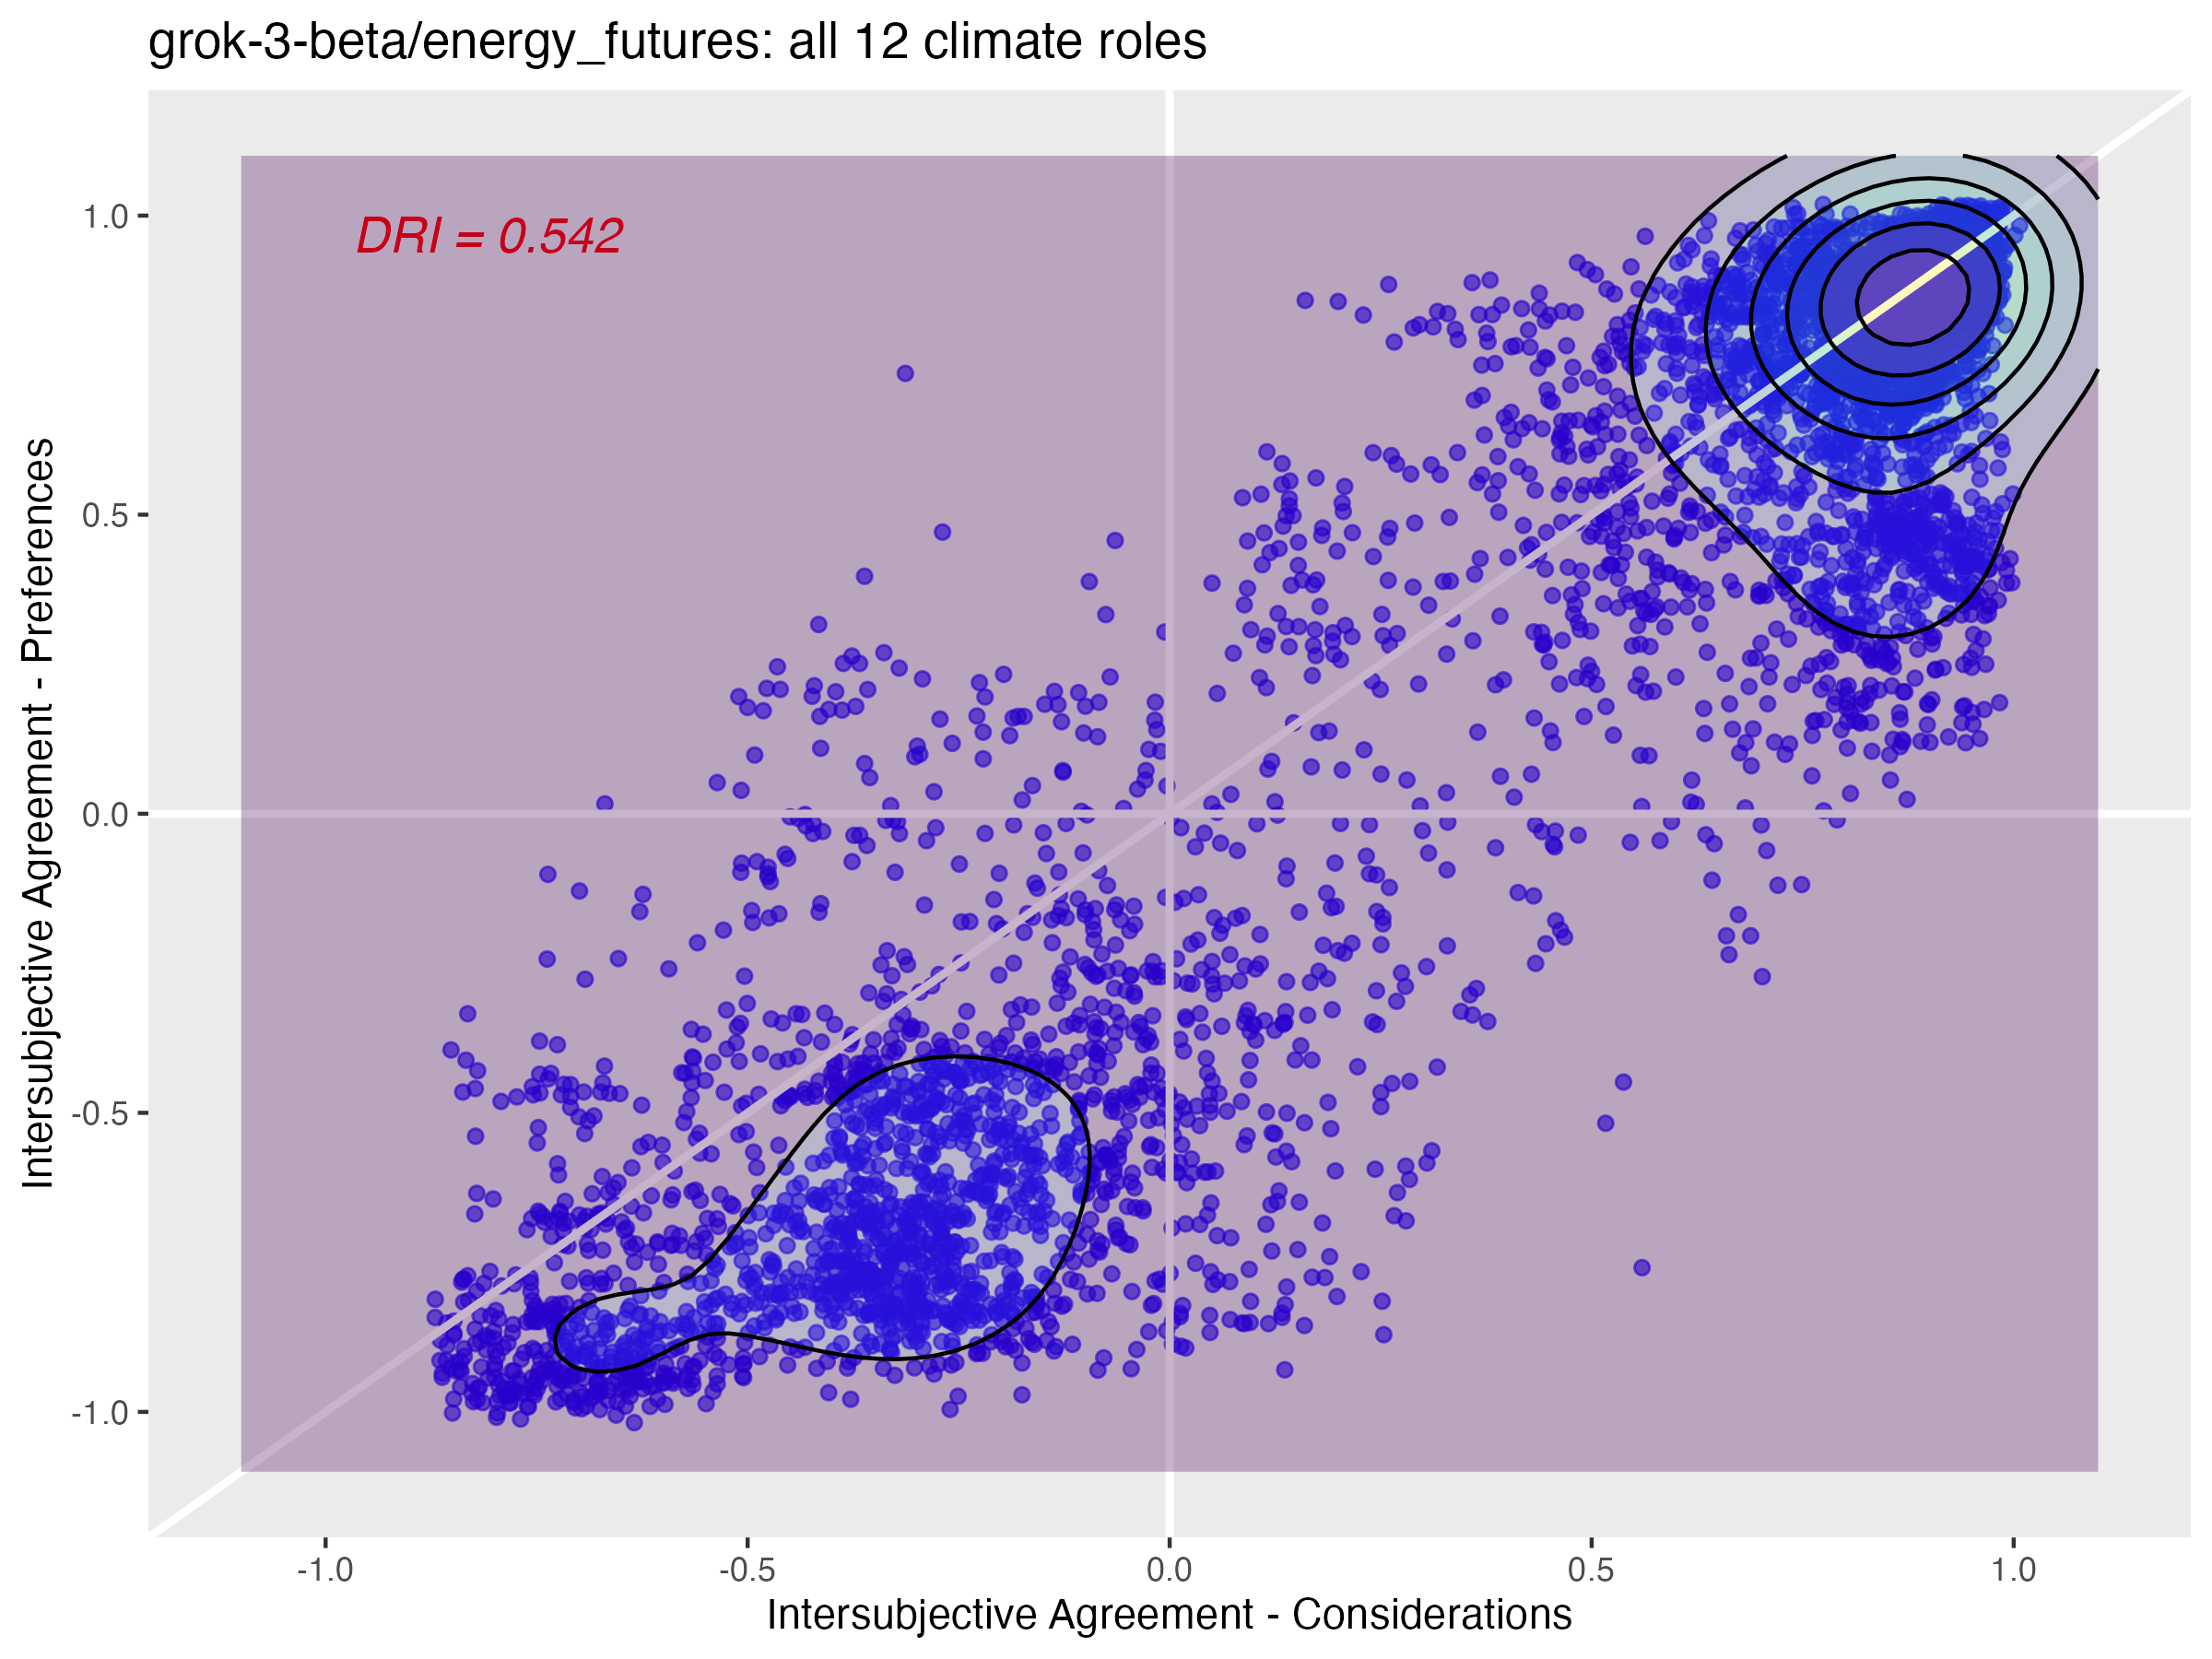 grok-3-beta/energy_futures: all 12 climate roles
DRI = 0.542
Intersubjective Agreement - Preferences
1.0
0.5
0.0
-0.5
-1.0
-1.0
-0.5
0.0
0.5
1.0
Intersubjective Agreement - Considerations